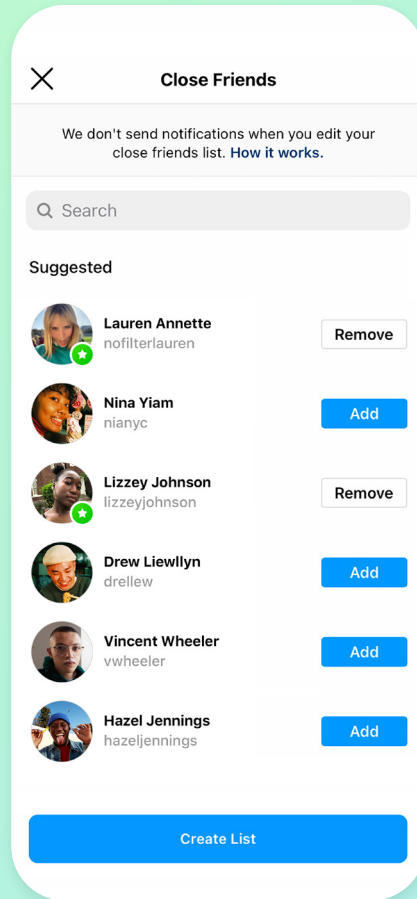 Close Friends
We don't send notifications when you edit your
close friends list. How it works.
Search
Suggested
Lauren Annette
nofilterlauren
Remove
Nina Yiam
nianyc
Add
Lizzey Johnson
lizzeyjohnson
Remove
Drew Liewllyn
drellew
Add
Vincent Wheeler
vwheeler
Add
Hazel Jennings
hazeljennings
Add
Create List